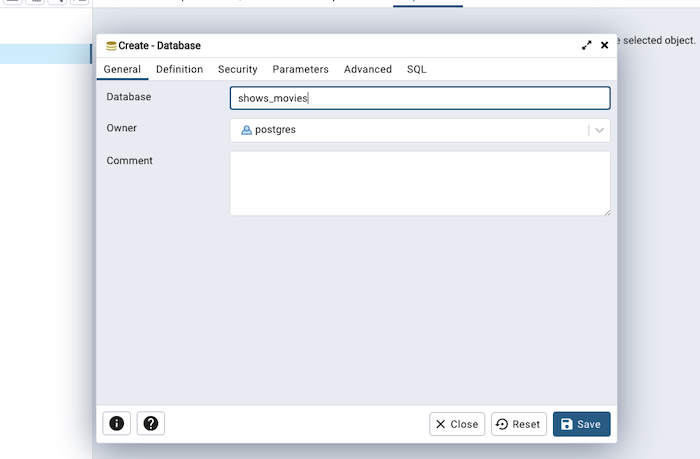 e selected object.
Create - Database
General Definition Security Parameters Advanced SQL
Database shows_movies
Owner postgres
Comment
Close Reset Save